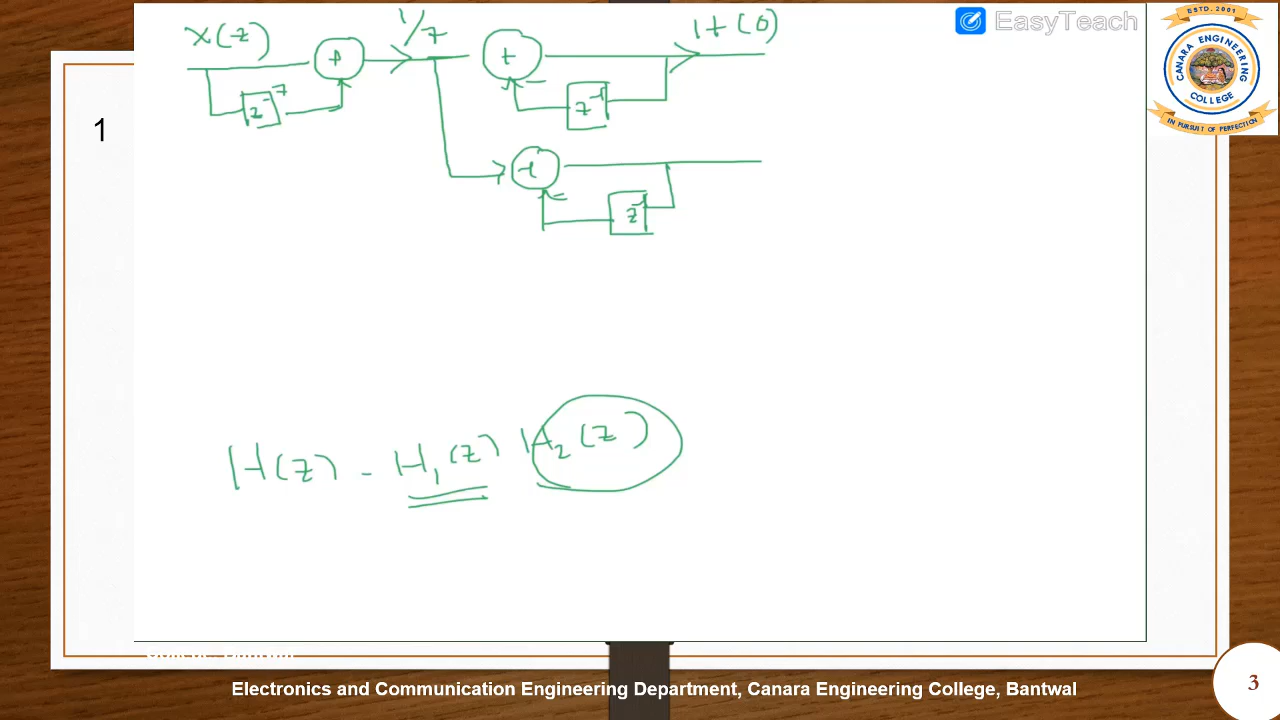 EasyTeach
ESTD. 2001
CANARA ENGINEERING
COLLEGE
IN PURSUIT OF PERFECTION
X(z) + 1/7 + H(0)
z⁻⁷ − z⁻¹
1
+
− z⁻¹
H(z) - H₁(z) H₂(z)
Electronics and Communication Engineering Department, Canara Engineering College, Bantwal
3